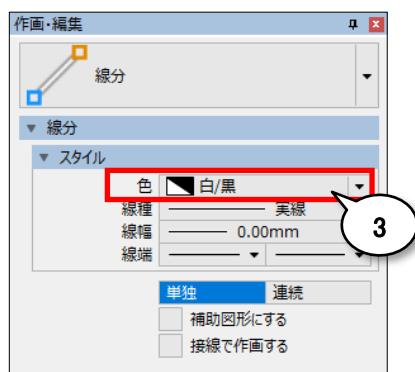 作画・編集
線分
線分
スタイル
色 白/黒
線種 実線
3
線幅 0.00mm
線端
単独 連続
補助図形にする
接線で作画する